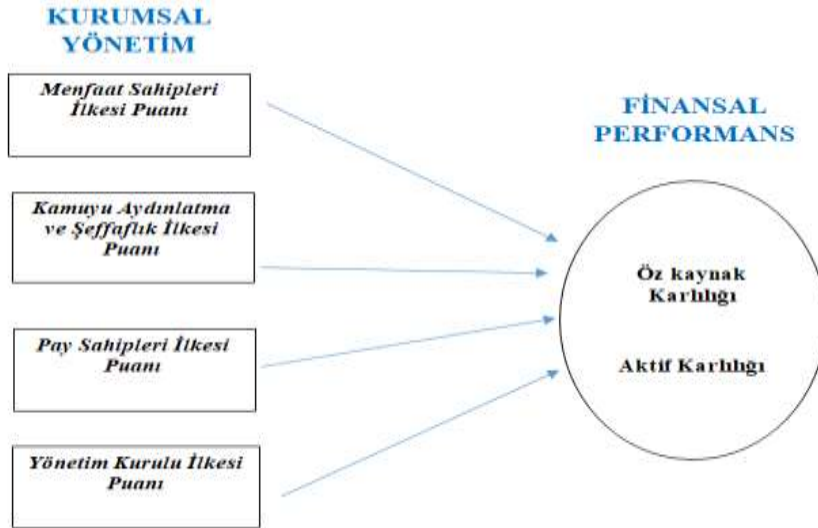 KURUMSAL
YÖNETİM
Menfaat Sahipleri
İlkesi Puanı
Kamuyu Aydınlatma
ve Şeffaflık İlkesi
Puanı
Pay Sahipleri İlkesi
Puanı
Yönetim Kurulu İlkesi
Puanı
FİNANSAL
PERFORMANS
Öz kaynak
Karlılığı
Aktif Karlılığı